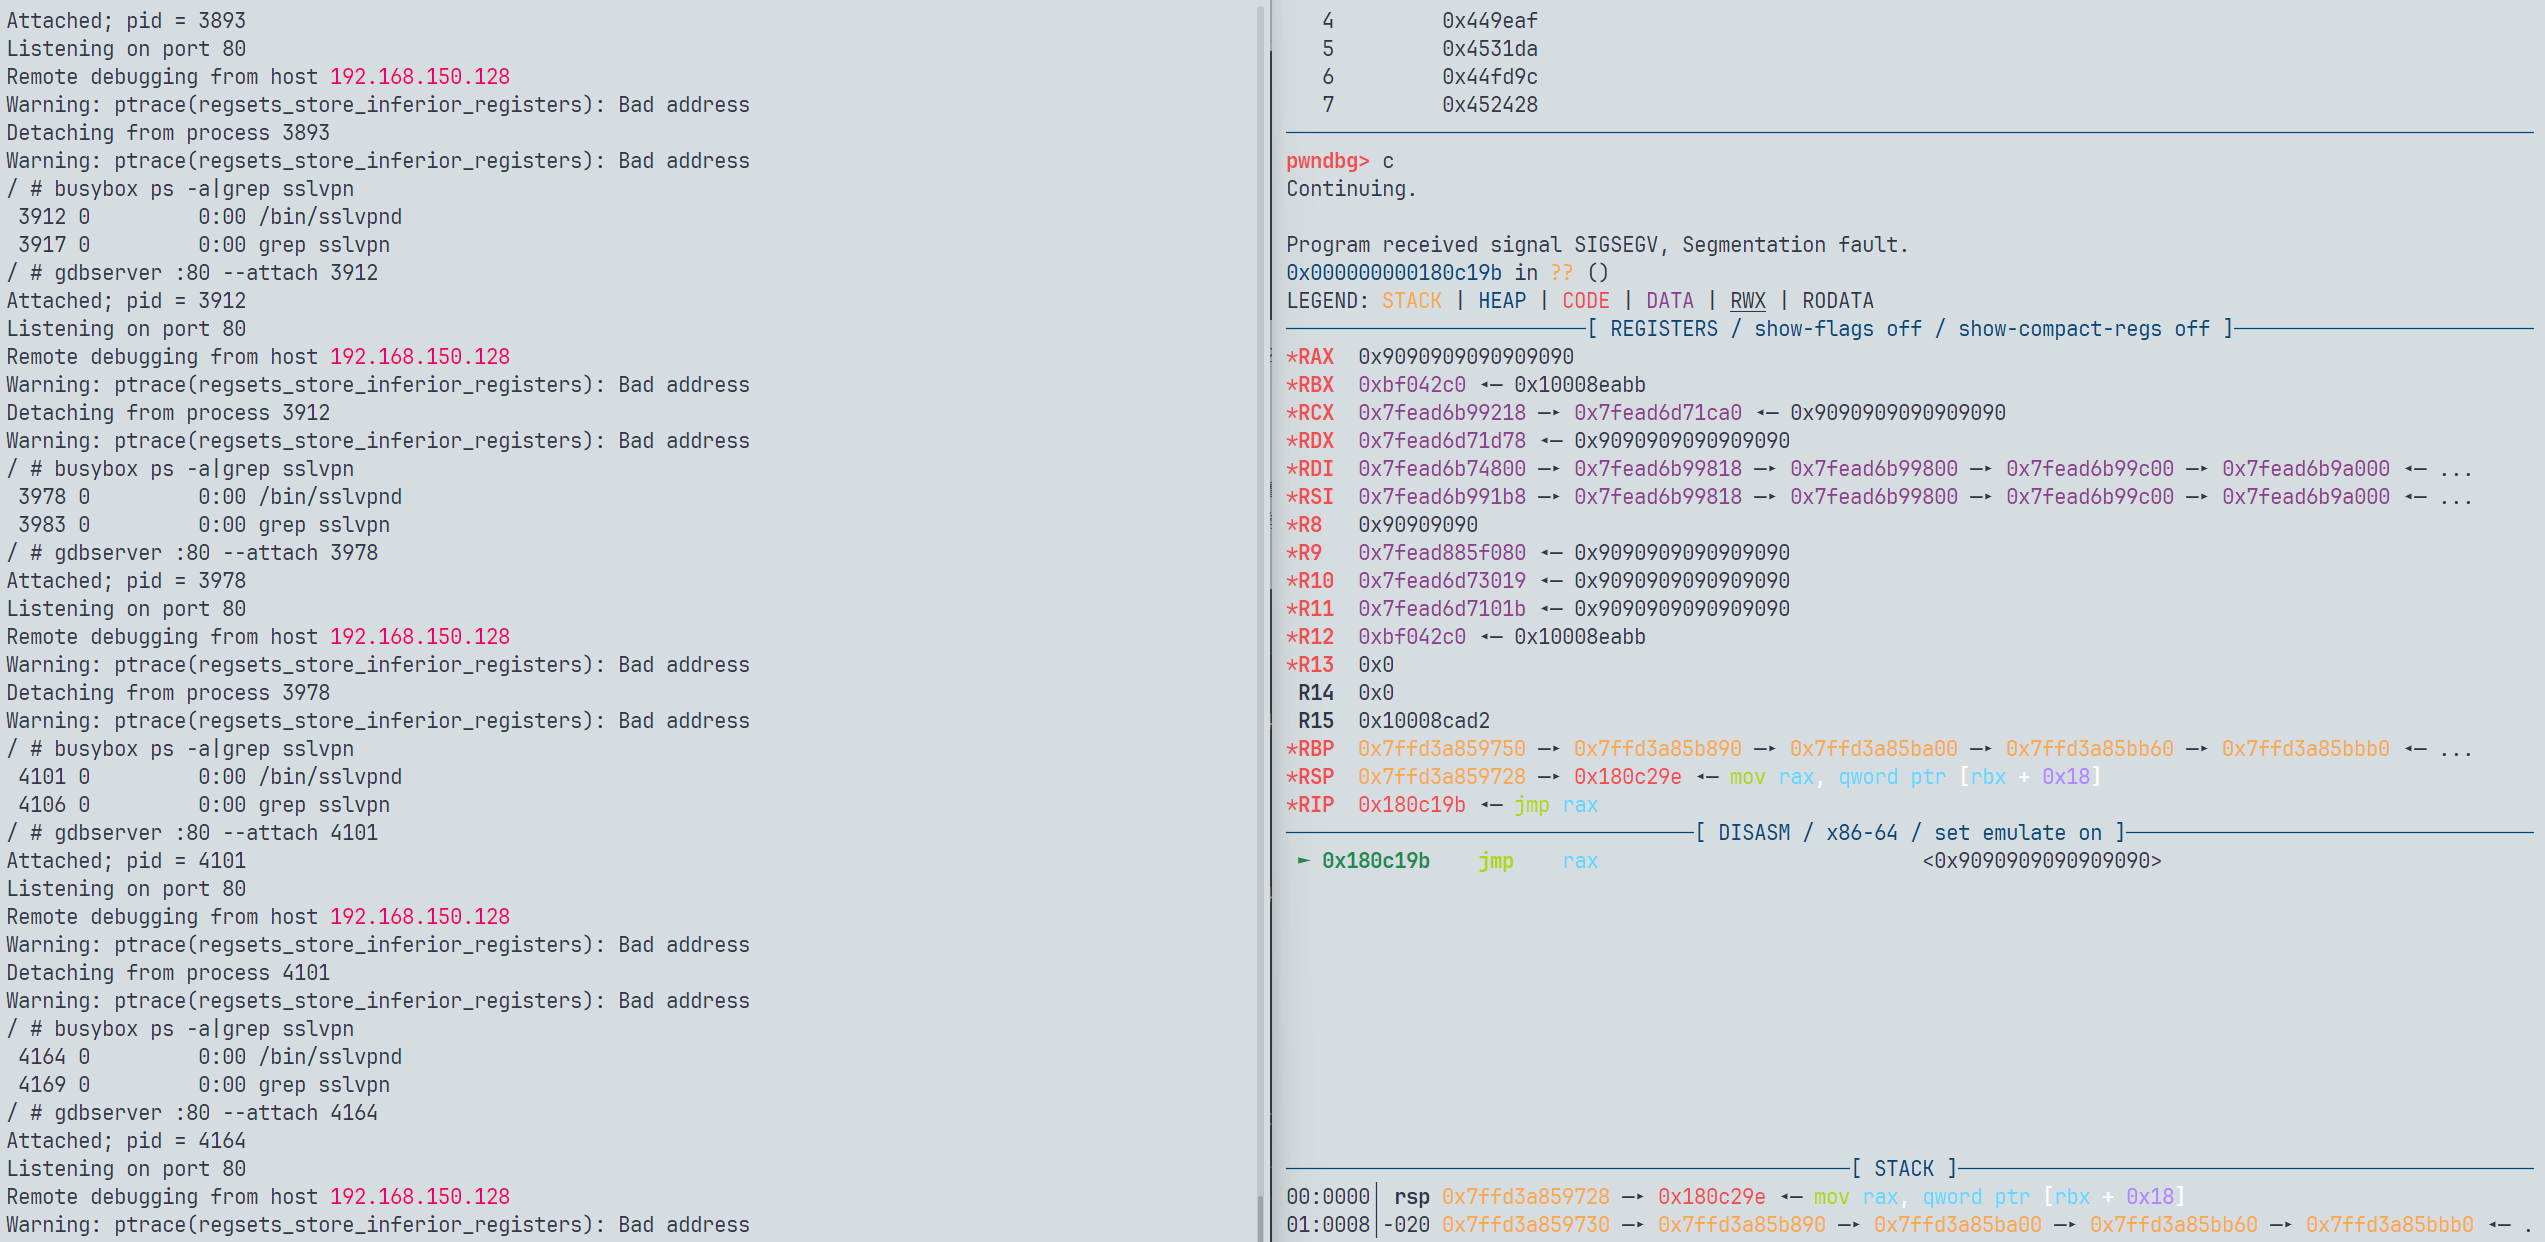 Attached; pid = 3893
Listening on port 80
Remote debugging from host 192.168.150.128
Warning: ptrace(regsets_store_inferior_registers): Bad address
Detaching from process 3893
Warning: ptrace(regsets_store_inferior_registers): Bad address
/ # busybox ps -a|grep sslvpn
3912 0 0:00 /bin/sslvpnd
3917 0 0:00 grep sslvpn
/ # gdbserver :80 --attach 3912
Attached; pid = 3912
Listening on port 80
Remote debugging from host 192.168.150.128
Warning: ptrace(regsets_store_inferior_registers): Bad address
Detaching from process 3912
Warning: ptrace(regsets_store_inferior_registers): Bad address
/ # busybox ps -a|grep sslvpn
3978 0 0:00 /bin/sslvpnd
3983 0 0:00 grep sslvpn
/ # gdbserver :80 --attach 3978
Attached; pid = 3978
Listening on port 80
Remote debugging from host 192.168.150.128
Warning: ptrace(regsets_store_inferior_registers): Bad address
Detaching from process 3978
Warning: ptrace(regsets_store_inferior_registers): Bad address
/ # busybox ps -a|grep sslvpn
4101 0 0:00 /bin/sslvpnd
4106 0 0:00 grep sslvpn
/ # gdbserver :80 --attach 4101
Attached; pid = 4101
Listening on port 80
Remote debugging from host 192.168.150.128
Warning: ptrace(regsets_store_inferior_registers): Bad address
Detaching from process 4101
Warning: ptrace(regsets_store_inferior_registers): Bad address
/ # busybox ps -a|grep sslvpn
4164 0 0:00 /bin/sslvpnd
4169 0 0:00 grep sslvpn
/ # gdbserver :80 --attach 4164
Attached; pid = 4164
Listening on port 80
Remote debugging from host 192.168.150.128
Warning: ptrace(regsets_store_inferior_registers): Bad address
4 0x449eaf
5 0x4531da
6 0x44fd9c
7 0x452428
pwndbg> c
Continuing.
Program received signal SIGSEGV, Segmentation fault.
0x000000000180c19b in ?? ()
LEGEND: STACK | HEAP | CODE | DATA | RWX | RODATA
[ REGISTERS / show-flags off / show-compact-regs off ]
*RAX 0x9090909090909090
*RBX 0xbf042c0 ◂— 0x10008eabb
*RCX 0x7fead6b99218 —▸ 0x7fead6d71ca0 ◂— 0x9090909090909090
*RDX 0x7fead6d71d78 ◂— 0x9090909090909090
*RDI 0x7fead6b74800 —▸ 0x7fead6b99818 —▸ 0x7fead6b99800 —▸ 0x7fead6b99c00 —▸ 0x7fead6b9a000 ◂— ...
*RSI 0x7fead6b991b8 —▸ 0x7fead6b99818 —▸ 0x7fead6b99800 —▸ 0x7fead6b99c00 —▸ 0x7fead6b9a000 ◂— ...
*R8 0x90909090
*R9 0x7fead885f080 ◂— 0x9090909090909090
*R10 0x7fead6d73019 ◂— 0x9090909090909090
*R11 0x7fead6d7101b ◂— 0x9090909090909090
*R12 0xbf042c0 ◂— 0x10008eabb
*R13 0x0
R14 0x0
R15 0x10008cad2
*RBP 0x7ffd3a859750 —▸ 0x7ffd3a85b890 —▸ 0x7ffd3a85ba00 —▸ 0x7ffd3a85bb60 —▸ 0x7ffd3a85bbb0 ◂— ...
*RSP 0x7ffd3a859728 —▸ 0x180c29e ◂— mov rax, qword ptr [rbx + 0x18]
*RIP 0x180c19b ◂— jmp rax
[ DISASM / x86-64 / set emulate on ]
► 0x180c19b jmp rax <0x9090909090909090>
[ STACK ]
00:0000│ rsp 0x7ffd3a859728 —▸ 0x180c29e ◂— mov rax, qword ptr [rbx + 0x18]
01:0008│-020 0x7ffd3a859730 —▸ 0x7ffd3a85b890 —▸ 0x7ffd3a85ba00 —▸ 0x7ffd3a85bb60 —▸ 0x7ffd3a85bbb0 ◂— .